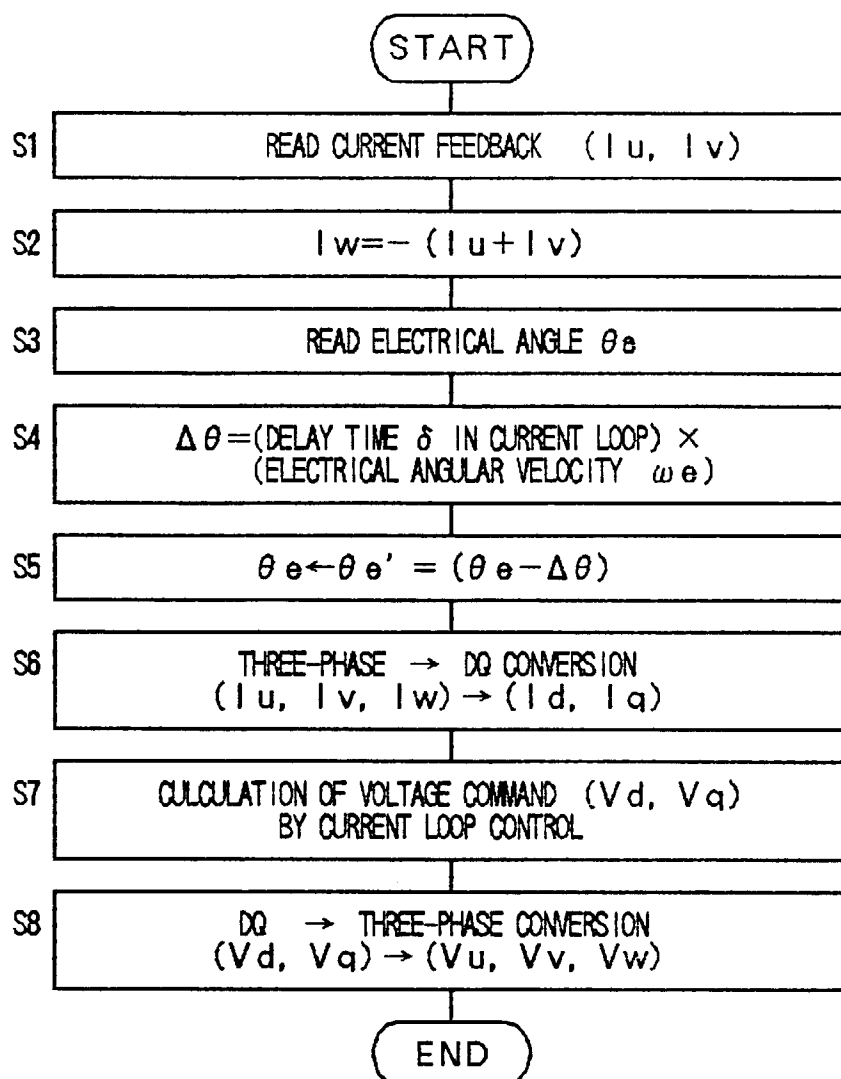 START
S1 READ CURRENT FEEDBACK (Iu, Iv)
S2 Iw=-(Iu+Iv)
S3 READ ELECTRICAL ANGLE θe
S4 Δθ=(DELAY TIME δ IN CURRENT LOOP) ×
(ELECTRICAL ANGULAR VELOCITY ωe)
S5 θe←θe' = (θe-Δθ)
S6 THREE-PHASE → DQ CONVERSION
(Iu, Iv, Iw) → (Id, Iq)
S7 CULCULATION OF VOLTAGE COMMAND (Vd, Vq)
BY CURRENT LOOP CONTROL
S8 DQ → THREE-PHASE CONVERSION
(Vd, Vq) → (Vu, Vv, Vw)
END